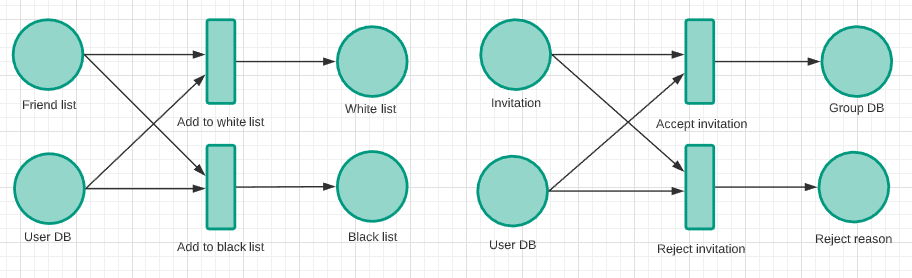 Friend list
Add to white list
White list
User DB
Add to black list
Black list
Invitation
Accept invitation
Group DB
User DB
Reject invitation
Reject reason